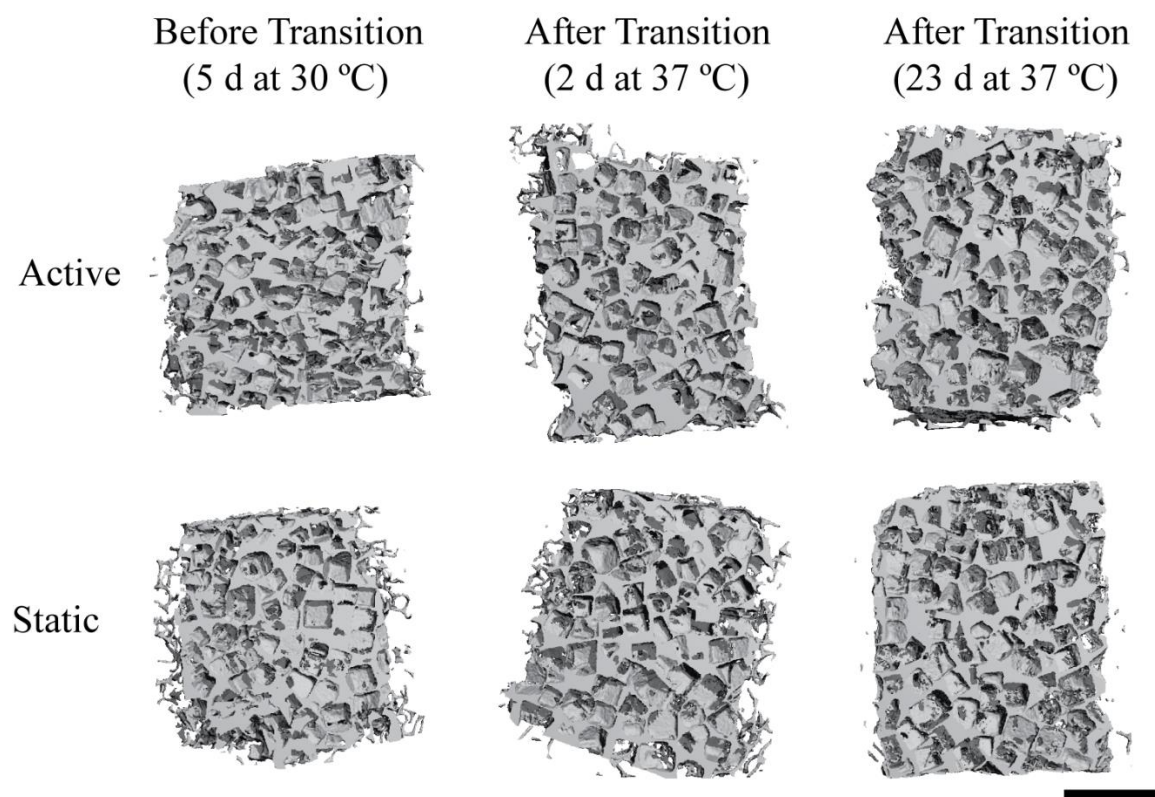 Before Transition
(5 d at 30 ºC)
After Transition
(2 d at 37 ºC)
After Transition
(23 d at 37 ºC)
Active
Static